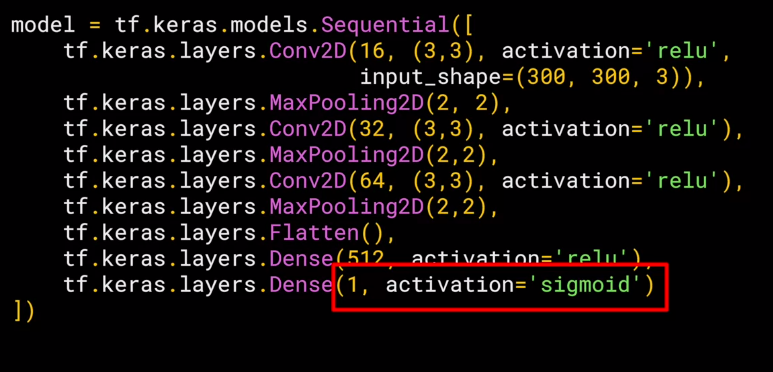 model = tf.keras.models.Sequential([
    tf.keras.layers.Conv2D(16, (3,3), activation='relu',
                           input_shape=(300, 300, 3)),
    tf.keras.layers.MaxPooling2D(2, 2),
    tf.keras.layers.Conv2D(32, (3,3), activation='relu'),
    tf.keras.layers.MaxPooling2D(2,2),
    tf.keras.layers.Conv2D(64, (3,3), activation='relu'),
    tf.keras.layers.MaxPooling2D(2,2),
    tf.keras.layers.Flatten(),
    tf.keras.layers.Dense(512, activation='relu'),
    tf.keras.layers.Dense(1, activation='sigmoid')
])